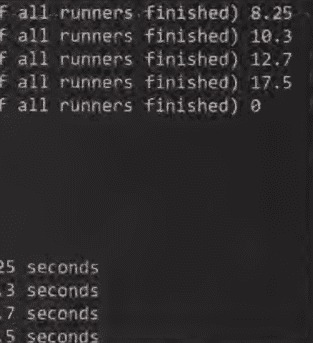 f all runners finished) 8.25
f all runners finished) 10.3
f all runners finished) 12.7
f all runners finished) 17.5
f all runners finished) 0
25 seconds
.3 seconds
.7 seconds
.5 seconds